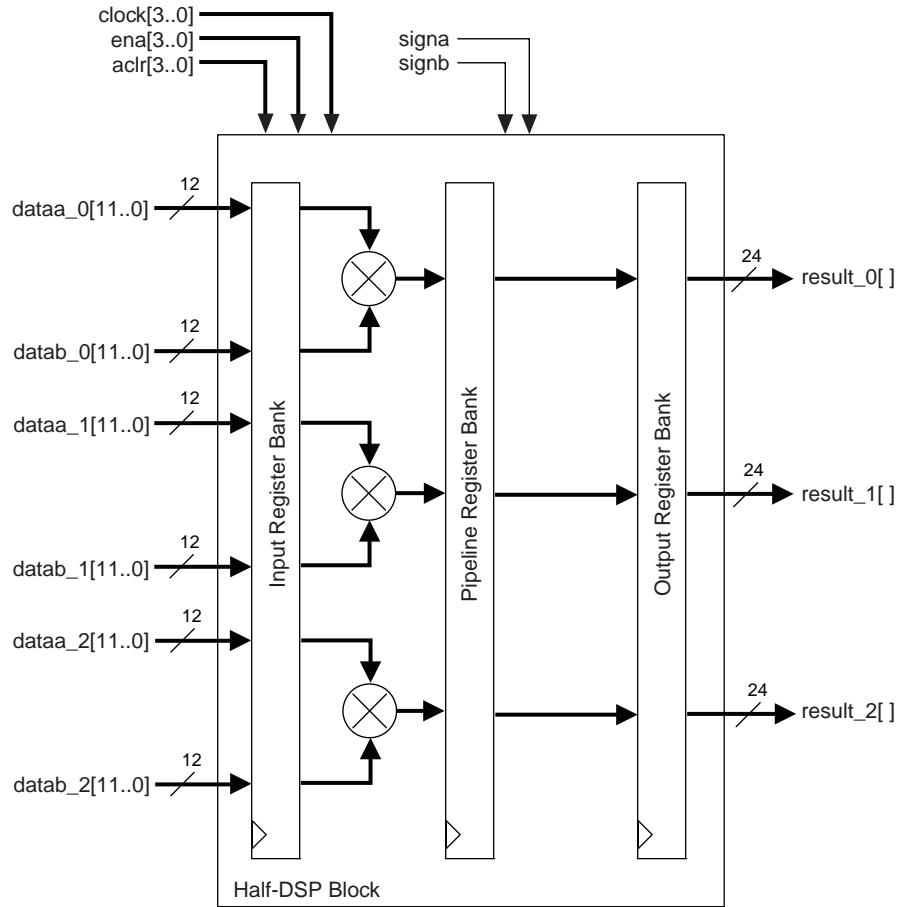 clock[3..0]
ena[3..0]
aclr[3..0]
signa
signb
12
dataa_0[11..0]
12
datab_0[11..0]
12
dataa_1[11..0]
12
datab_1[11..0]
12
dataa_2[11..0]
12
datab_2[11..0]
Input Register Bank
Pipeline Register Bank
Output Register Bank
24
result_0[ ]
24
result_1[ ]
24
result_2[ ]
Half-DSP Block